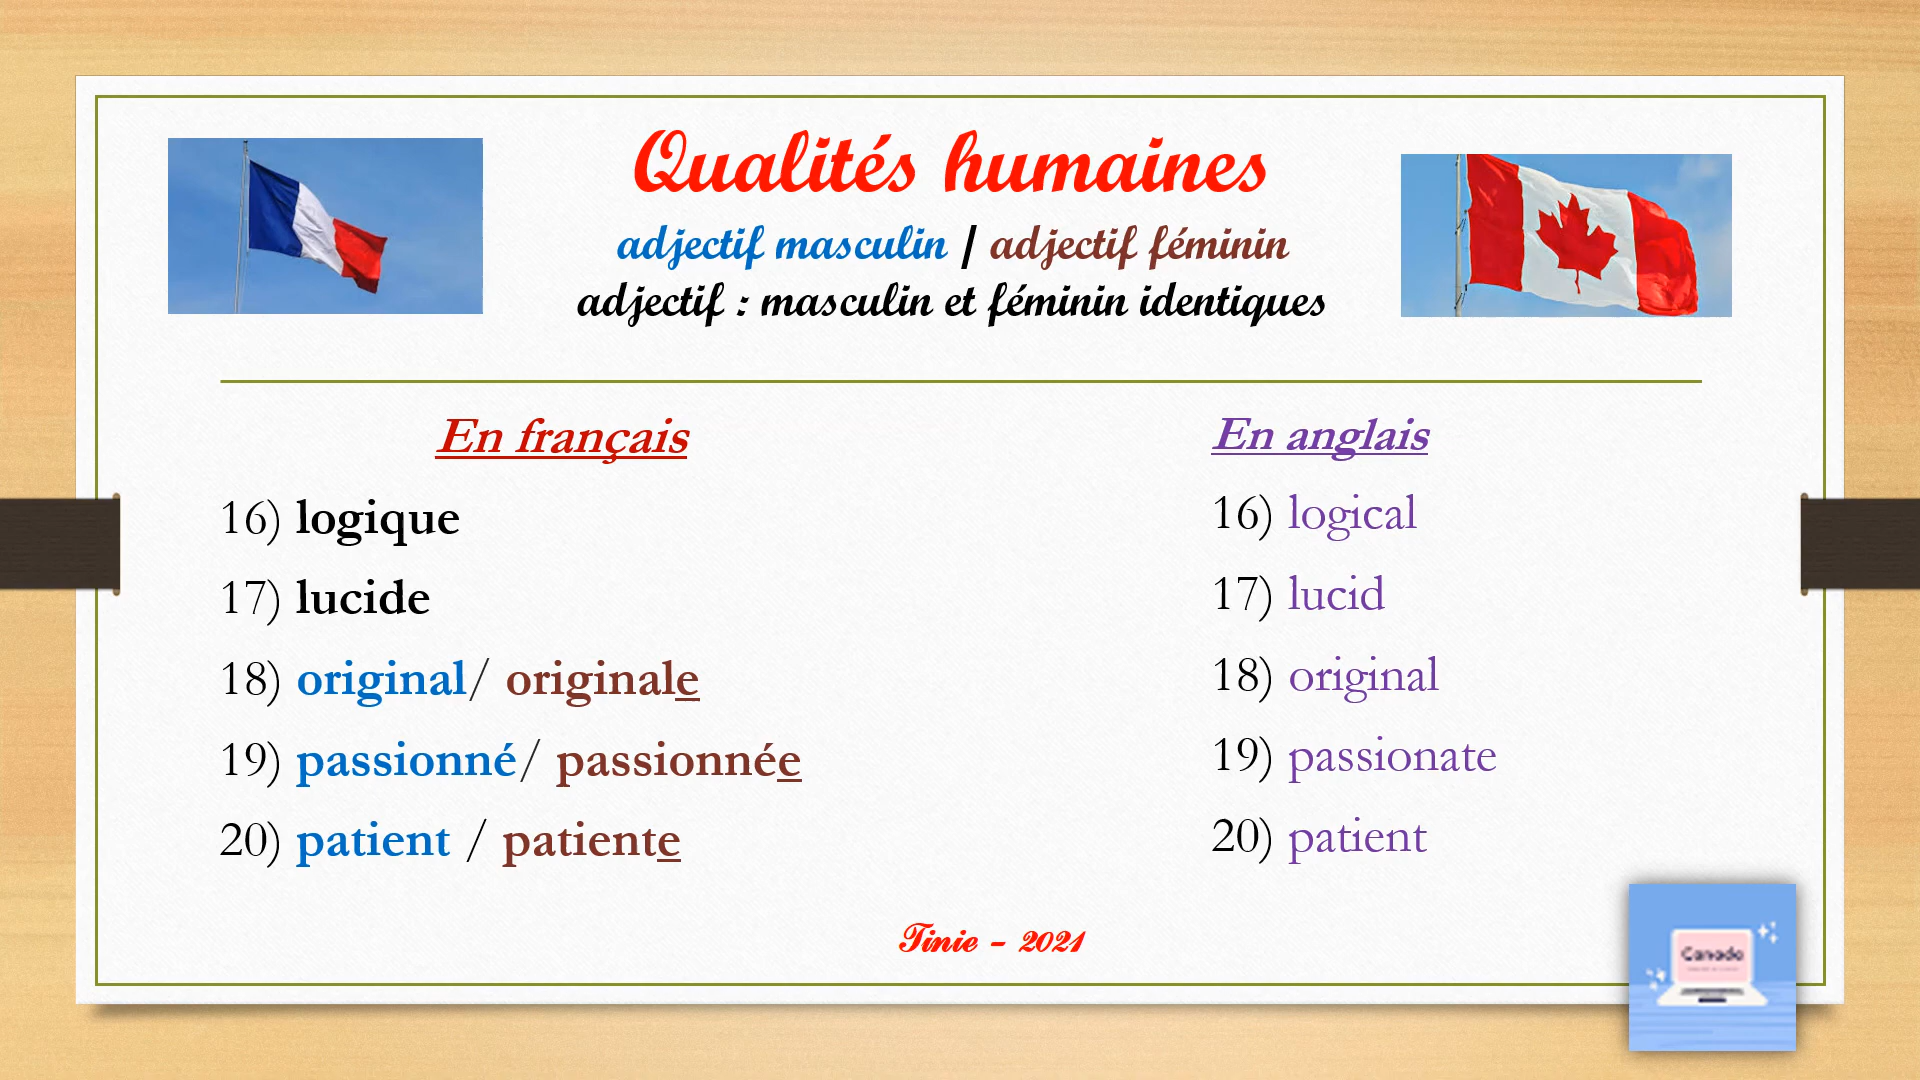 Qualités humaines
adjectif masculin / adjectif féminin
adjectif : masculin et féminin identiques
En français
16) logique
17) lucide
18) original/ originale
19) passionné/ passionnée
20) patient / patiente
En anglais
16) logical
17) lucid
18) original
19) passionate
20) patient
Tinie – 2021
Canada